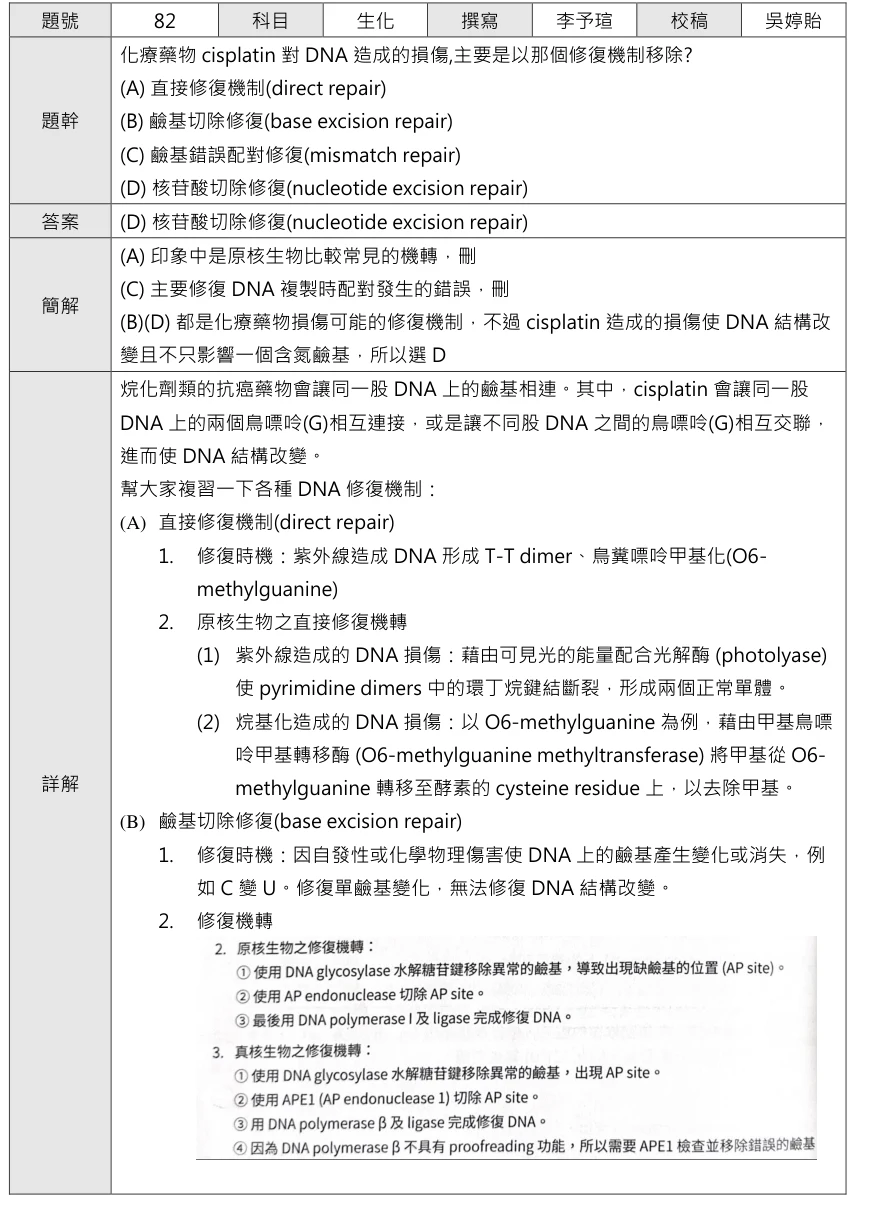 題號 82 科目 生化 撰寫 李予瑄 校稿 吳婷貽
題幹
化療藥物 cisplatin 對 DNA 造成的損傷,主要是以那個修復機制移除?
(A) 直接修復機制(direct repair)
(B) 鹼基切除修復(base excision repair)
(C) 鹼基錯誤配對修復(mismatch repair)
(D) 核苷酸切除修復(nucleotide excision repair)
答案 (D) 核苷酸切除修復(nucleotide excision repair)
簡解
(A) 印象中是原核生物比較常見的機轉，刪
(C) 主要修復 DNA 複製時配對發生的錯誤，刪
(B)(D) 都是化療藥物損傷可能的修復機制，不過 cisplatin 造成的損傷使 DNA 結構改
變且不只影響一個含氮鹼基，所以選 D
詳解
烷化劑類的抗癌藥物會讓同一股 DNA 上的鹼基相連。其中，cisplatin 會讓同一股
DNA 上的兩個鳥嘌呤(G)相互連接，或是讓不同股 DNA 之間的鳥嘌呤(G)相互交聯，
進而使 DNA 結構改變。
幫大家複習一下各種 DNA 修復機制：
(A) 直接修復機制(direct repair)
1. 修復時機：紫外線造成 DNA 形成 T-T dimer、鳥糞嘌呤甲基化(O6-
methylguanine)
2. 原核生物之直接修復機轉
(1) 紫外線造成的 DNA 損傷：藉由可見光的能量配合光解酶 (photolyase)
使 pyrimidine dimers 中的環丁烷鍵結斷裂，形成兩個正常單體。
(2) 烷基化造成的 DNA 損傷：以 O6-methylguanine 為例，藉由甲基鳥嘌
呤甲基轉移酶 (O6-methylguanine methyltransferase) 將甲基從 O6-
methylguanine 轉移至酵素的 cysteine residue 上，以去除甲基。
(B) 鹼基切除修復(base excision repair)
1. 修復時機：因自發性或化學物理傷害使 DNA 上的鹼基產生變化或消失，例
如 C 變 U。修復單鹼基變化，無法修復 DNA 結構改變。
2. 修復機轉
2. 原核生物之修復機轉：
① 使用 DNA glycosylase 水解糖苷鍵移除異常的鹼基，導致出現缺鹼基的位置 (AP site)。
② 使用 AP endonuclease 切除 AP site。
③ 最後用 DNA polymerase I 及 ligase 完成修復 DNA。
3. 真核生物之修復機轉：
① 使用 DNA glycosylase 水解糖苷鍵移除異常的鹼基，出現 AP site。
② 使用 APE1 (AP endonuclease 1) 切除 AP site。
③ 用 DNA polymerase β 及 ligase 完成修復 DNA。
④ 因為 DNA polymerase β 不具有 proofreading 功能，所以需要 APE1 檢查並移除錯誤的鹼基